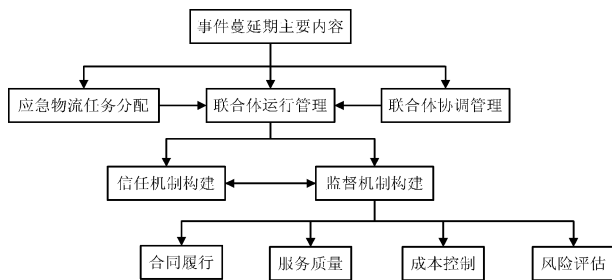 事件蔓延期主要内容
应急物流任务分配
联合体运行管理
联合体协调管理
信任机制构建
监督机制构建
合同履行
服务质量
成本控制
风险评估